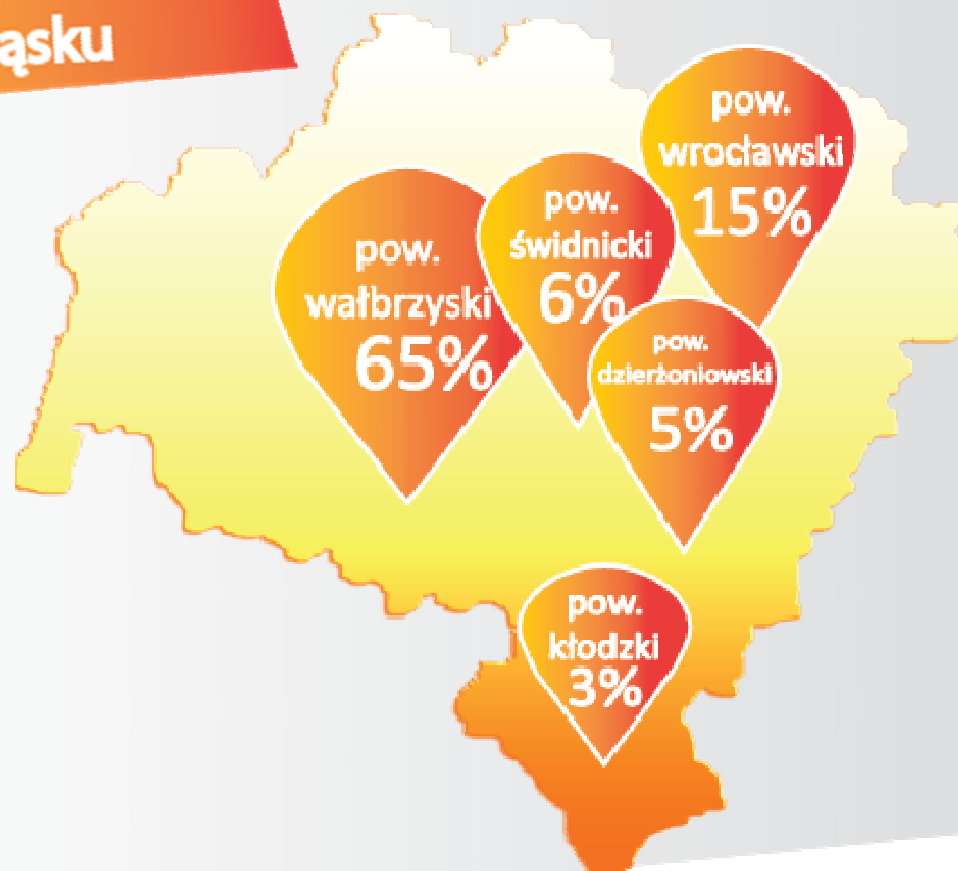 ąsku
pow.
wrocławski
15%
pow.
świdnicki
6%
pow.
wałbrzyski
65%
pow.
dzierżoniowski
5%
pow.
kłodzki
3%